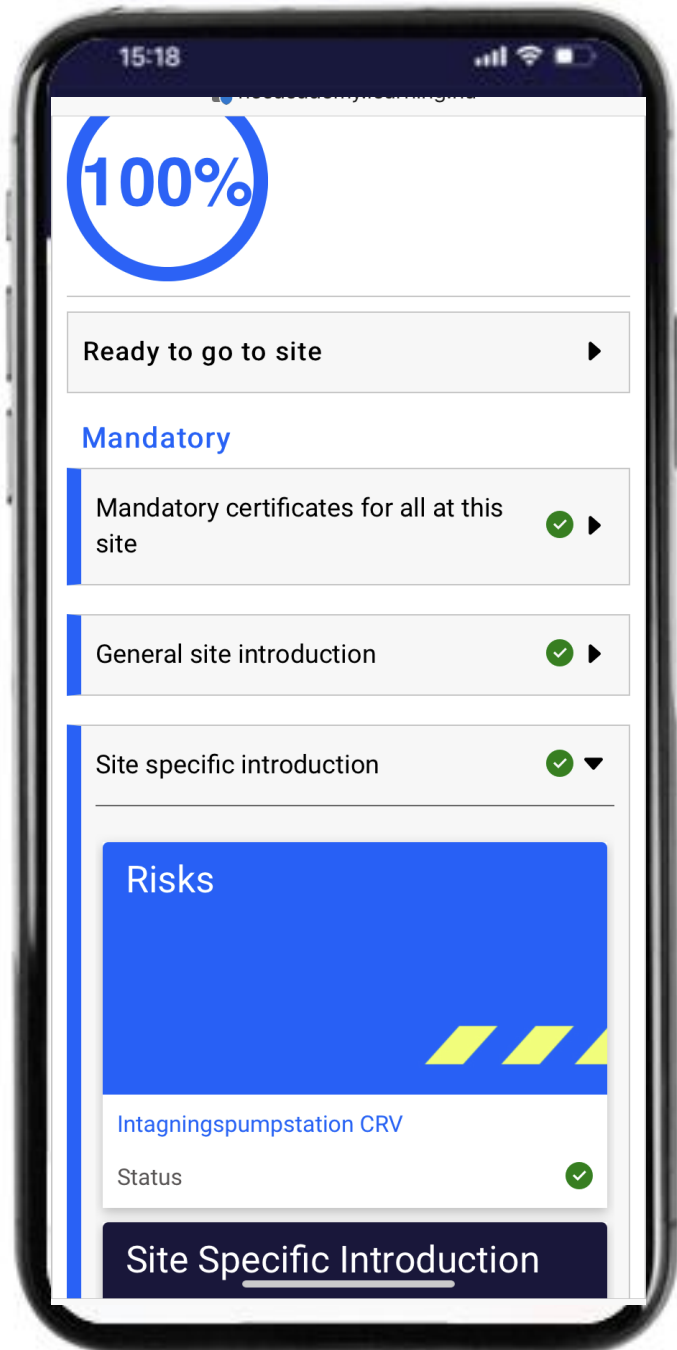 15:18
100%
Ready to go to site
Mandatory
Mandatory certificates for all at this
site
General site introduction
Site specific introduction
Risks
Intagningspumpstation CRV
Status
Site Specific Introduction